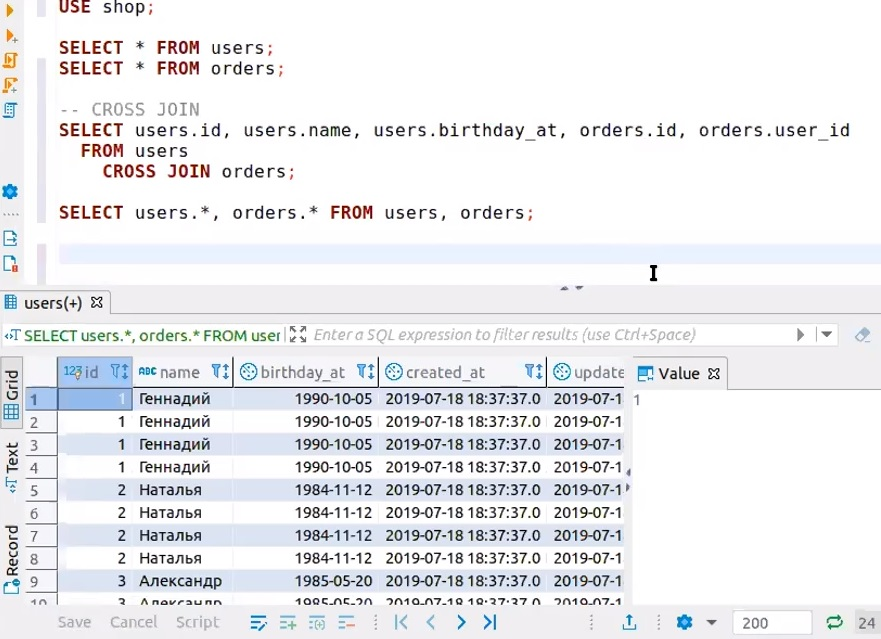 USE shop;
SELECT * FROM users;
SELECT * FROM orders;
-- CROSS JOIN
SELECT users.id, users.name, users.birthday_at, orders.id, orders.user_id
FROM users
CROSS JOIN orders;
SELECT users.*, orders.* FROM users, orders;
users(+)
SELECT users.*, orders.* FROM user
Enter a SQL expression to filter results (use Ctrl+Space)
Grid
Text
Record
123 id ABC name birthday_at created_at update
Value
1 1 Геннадий 1990-10-05 2019-07-18 18:37:37.0 2019-07-1
1
2 1 Геннадий 1990-10-05 2019-07-18 18:37:37.0 2019-07-1
3 1 Геннадий 1990-10-05 2019-07-18 18:37:37.0 2019-07-1
4 1 Геннадий 1990-10-05 2019-07-18 18:37:37.0 2019-07-1
5 2 Наталья 1984-11-12 2019-07-18 18:37:37.0 2019-07-1
6 2 Наталья 1984-11-12 2019-07-18 18:37:37.0 2019-07-1
7 2 Наталья 1984-11-12 2019-07-18 18:37:37.0 2019-07-1
8 2 Наталья 1984-11-12 2019-07-18 18:37:37.0 2019-07-1
9 3 Александр 1985-05-20 2019-07-18 18:37:37.0 2019-07-1
10 3 Александр 1985-05-20 2019-07-18 18:37:37.0 2019-07-1
Save Cancel Script 200 24